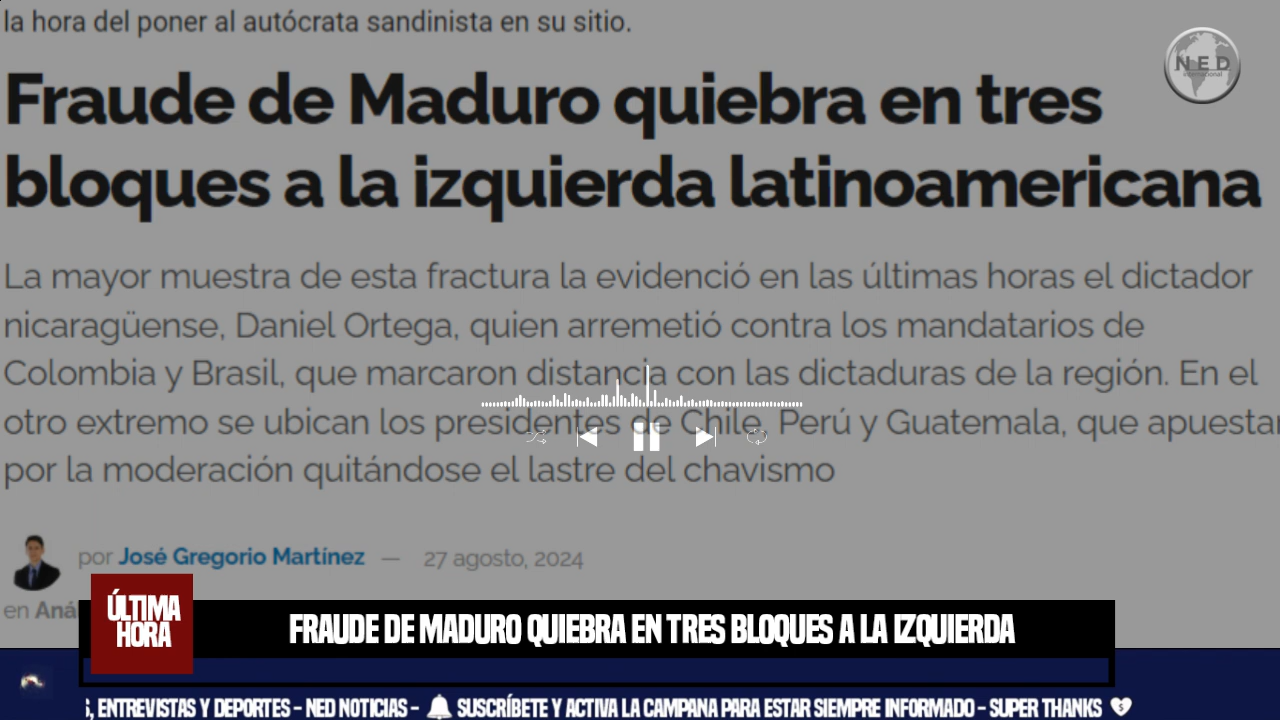 la hora del poner al autócrata sandinista en su sitio.
NED
international
Fraude de Maduro quiebra en tres
bloques a la izquierda latinoamericana
La mayor muestra de esta fractura la evidenció en las últimas horas el dictador
nicaragüense, Daniel Ortega, quien arremetió contra los mandatarios de
Colombia y Brasil, que marcaron distancia con las dictaduras de la región. En el
otro extremo se ubican los presidentes de Chile, Perú y Guatemala, que apuestan
por la moderación quitándose el lastre del chavismo
por José Gregorio Martínez — 27 agosto, 2024
en Aná
ÚLTIMA
HORA
FRAUDE DE MADURO QUIEBRA EN TRES BLOQUES A LA IZQUIERDA
, ENTREVISTAS Y DEPORTES - NED NOTICIAS - 🔔 SUSCRÍBETE Y ACTIVA LA CAMPANA PARA ESTAR SIEMPRE INFORMADO - SUPER THANKS